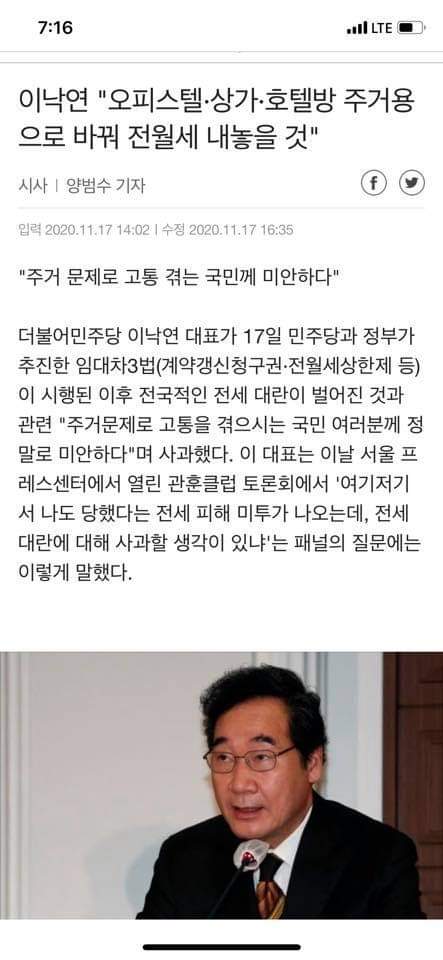 7:16
LTE
이낙연 "오피스텔·상가·호텔방 주거용
으로 바꿔 전월세 내놓을 것"
시사 | 양범수 기자
입력 2020.11.17 14:02 | 수정 2020.11.17 16:35
"주거 문제로 고통 겪는 국민께 미안하다"
더불어민주당 이낙연 대표가 17일 민주당과 정부가
추진한 임대차3법(계약갱신청구권·전월세상한제 등)
이 시행된 이후 전국적인 전세 대란이 벌어진 것과
관련 "주거문제로 고통을 겪으시는 국민 여러분께 정
말로 미안하다"며 사과했다. 이 대표는 이날 서울 프
레스센터에서 열린 관훈클럽 토론회에서 '여기저기
서 나도 당했다는 전세 피해 미투가 나오는데, 전세
대란에 대해 사과할 생각이 있냐'는 패널의 질문에는
이렇게 말했다.